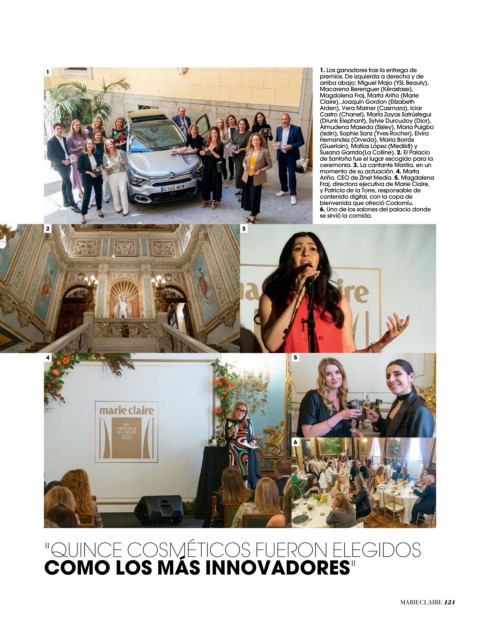 1
1. Los ganadores tras la entrega de
premios. De izquierda a derecha y de
arriba abajo: Miguel Majo (YSL Beauty),
Macarena Berenguer (Kérastase),
Magdalena Fraj, Marta Ariño (Marie
Claire), Joaquín Gordon (Elizabeth
Arden), Vera Mainer (Casmara), Iciar
Castro (Chanel), María Zayas Satrústegui
(Drunk Elephant), Sylvie Durcudoy (Dior),
Almudena Maseda (Sisley), Mario Puigbo
(Isdin), Sophie Sanz (Yves Rocher), Elvira
Hernández (Orveda), María Borrás
(Guerlain), Matías López (Medik8) y
Susana Garrido(La Colline). 2. El Palacio
de Santoña fue el lugar escogido para la
ceremonia. 3. La cantante Marilia, en un
momento de su actuación. 4. Marta
Ariño, CEO de Zinet Media. 5. Magdalena
Fraj, directora ejecutiva de Marie Claire,
y Patricia de la Torre, responsable de
contenido digital, con la copa de
bienvenida que ofreció Codorníu.
6. Uno de los salones del palacio donde
se sirvió la comida.
2
3
marie claire
4
marie claire
5
6
"QUINCE COSMÉTICOS FUERON ELEGIDOS
COMO LOS MÁS INNOVADORES"
MARIECLAIRE 121